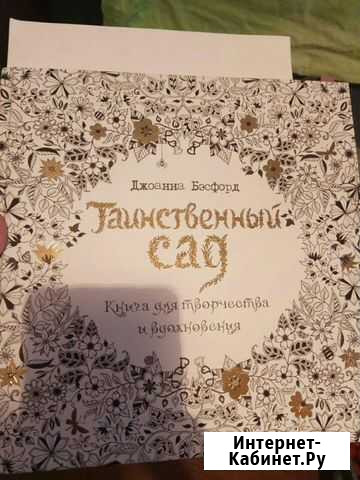 Джоанна Бэсфорд
Таинственный
сад
Книга для творчества
и вдохновения
Интернет-
Кабинет.Ру